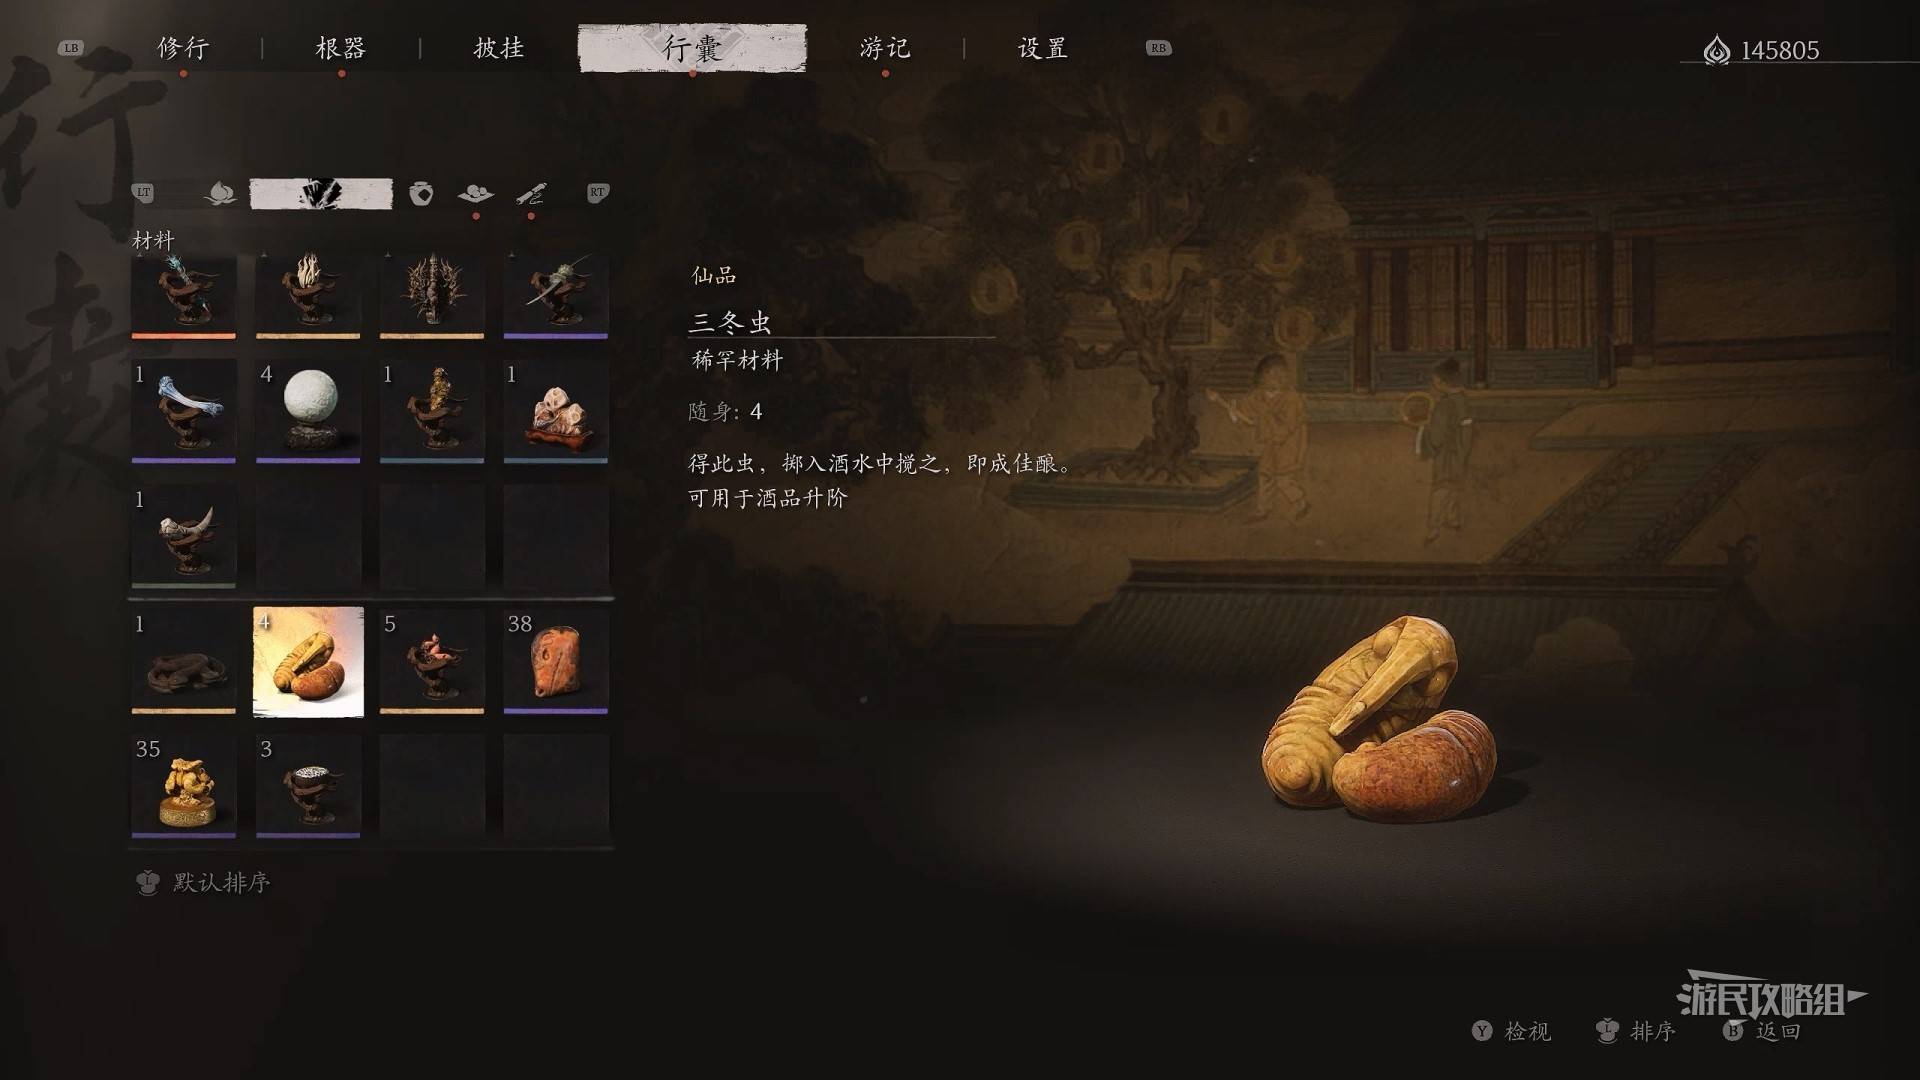 LB 修行 根器 披挂 行囊 游记 设置 RB 145805
行囊
LT RT
材料
仙品
三冬虫
稀罕材料
随身: 4
得此虫，掷入酒水中搅之，即成佳酿。
可用于酒品升阶
1 4 1 1
1
1 4 5 38
35 3
L 默认排序
游民攻略组
Y 检视 L 排序 B 返回